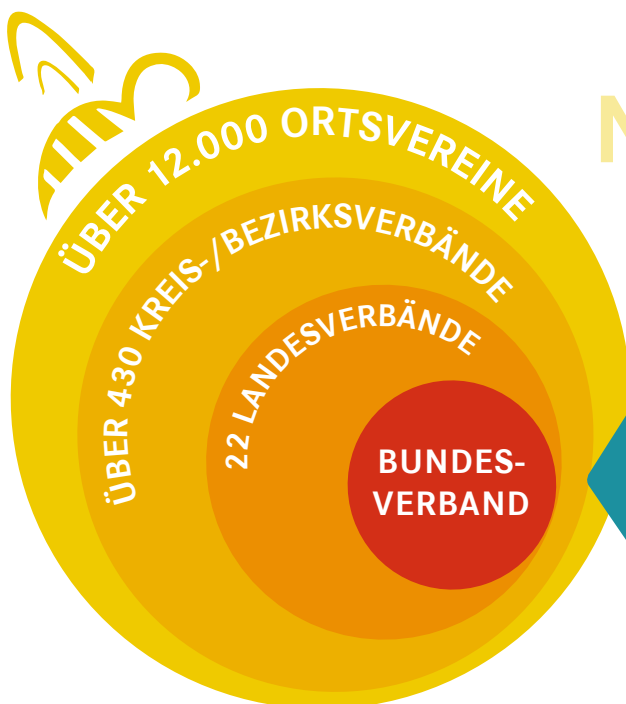 ÜBER 12.000 ORTSVEREINE
ÜBER 430 KREIS-/BEZIRKSVERBÄNDE
22 LANDESVERBÄNDE
BUNDES-
VERBAND